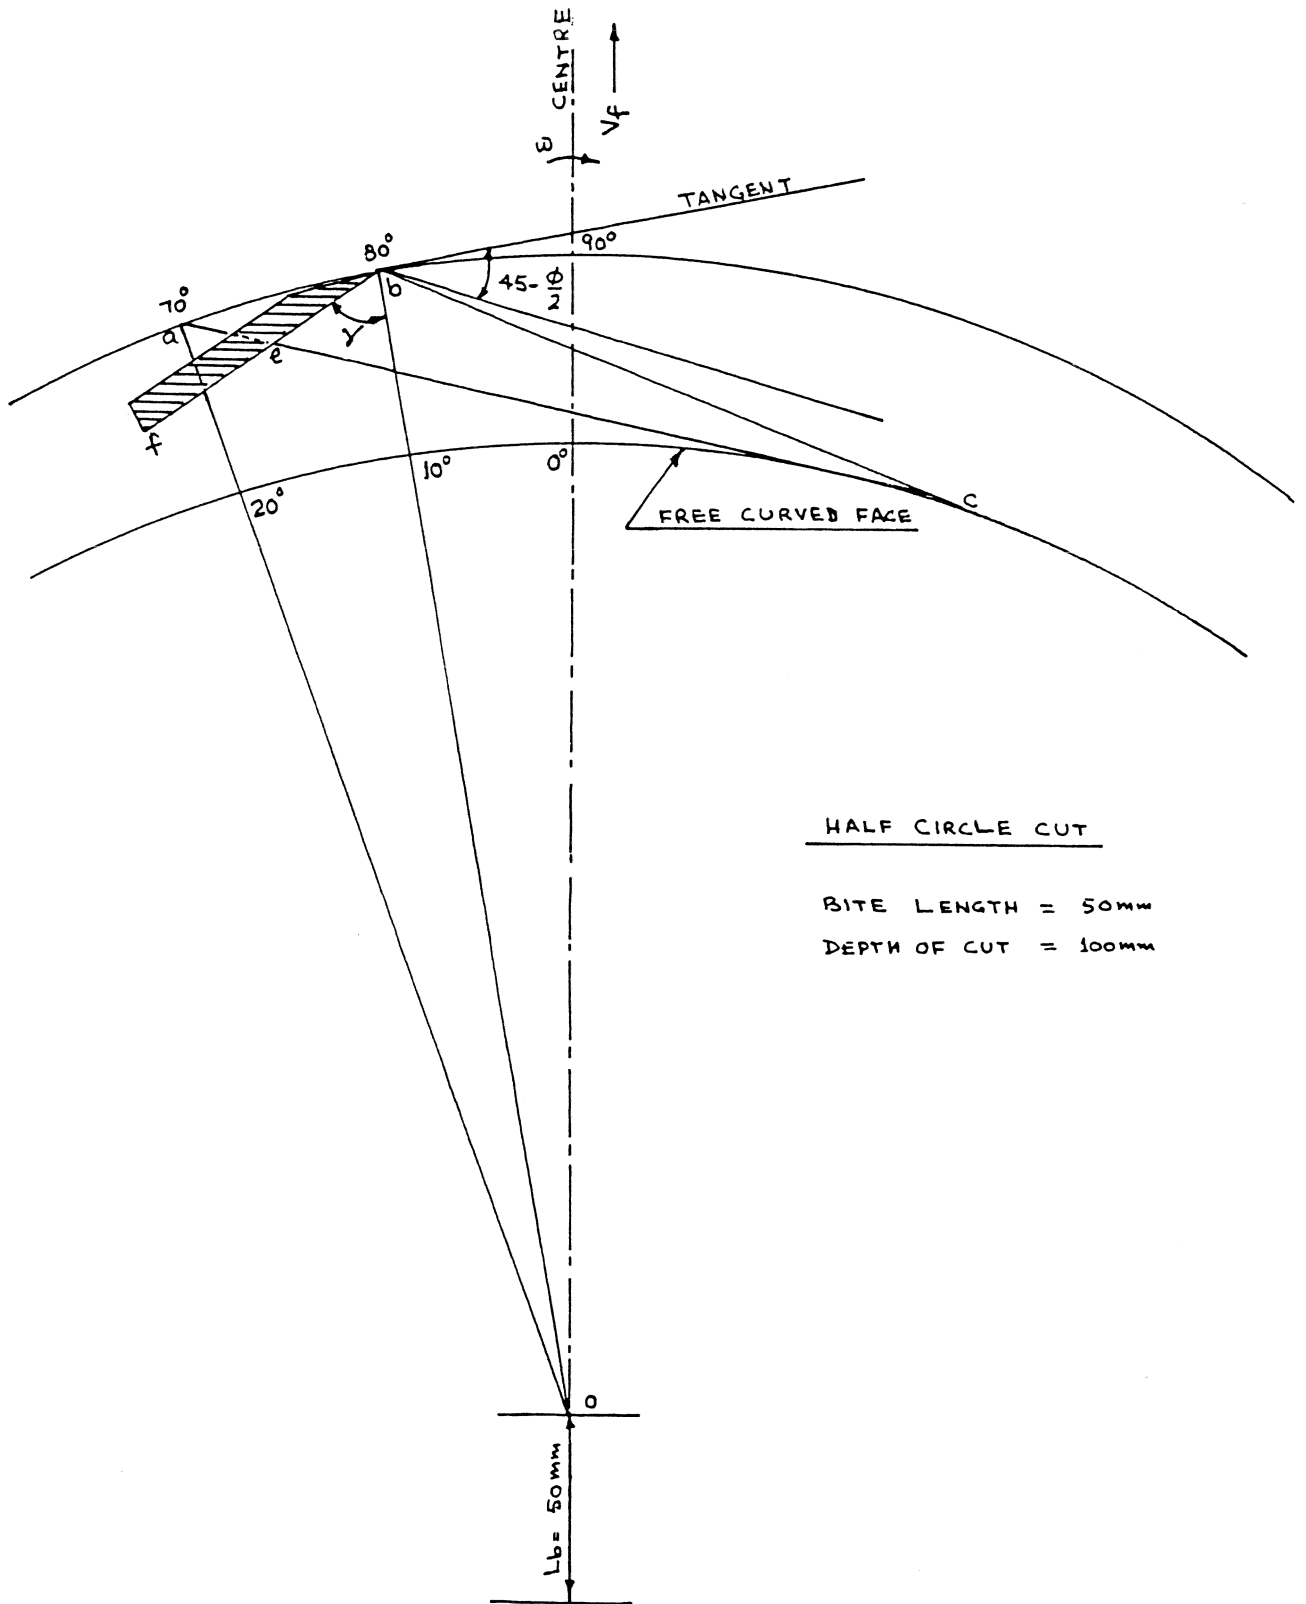 CENTRE
Vf
ω
TANGENT
80°
90°
70°
a
b
45-ϕ/2
γ
e
f
10°
0°
20°
c
FREE CURVED FACE
HALF CIRCLE CUT
BITE LENGTH = 50mm
DEPTH OF CUT = 100mm
O
Lb= 50mm